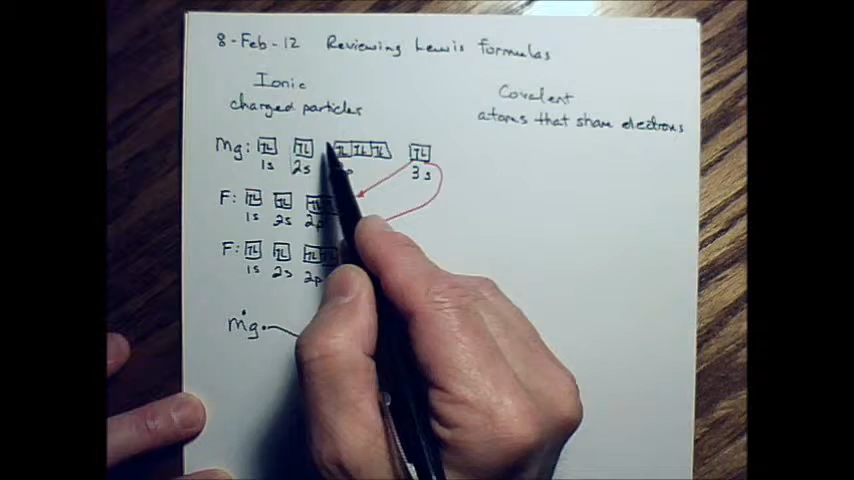 8-Feb-12 Reviewing Lewis formulas
Ionic
charged particles
Covalent
atoms that share electrons
Mg:
1s 2s 3s
F:
1s 2s 2p
F:
1s 2s 2p
Mg